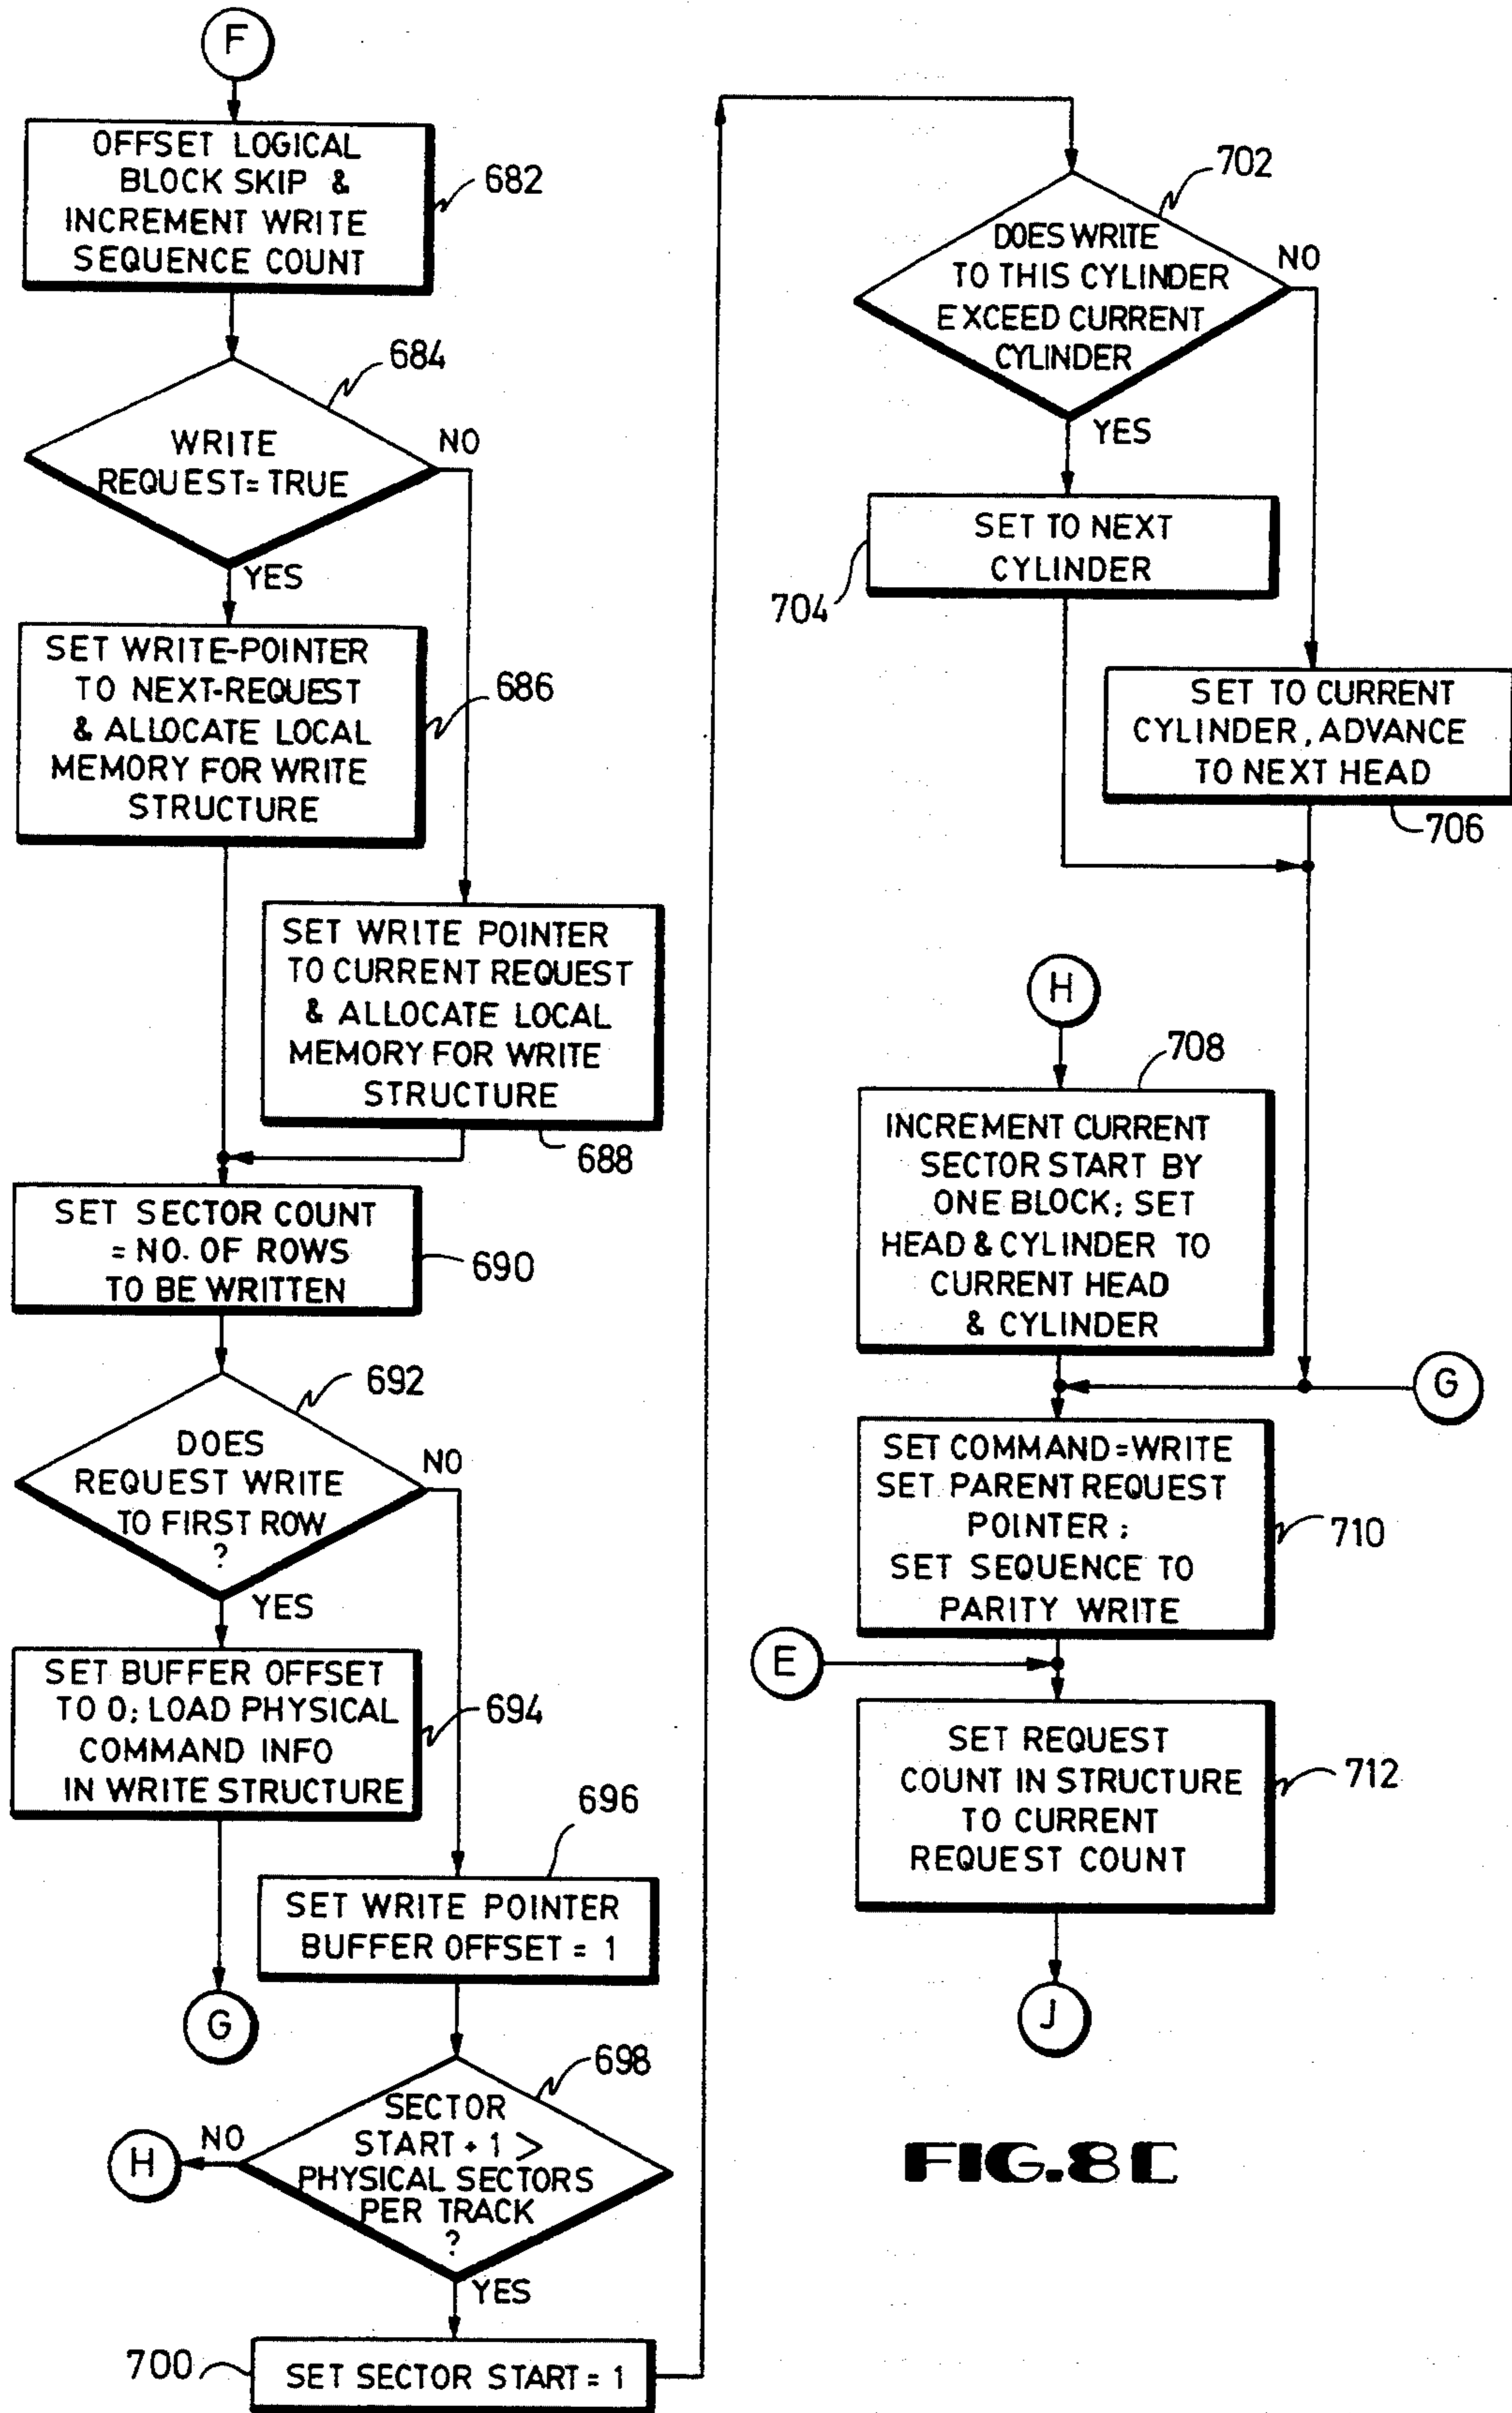 F
OFFSET LOGICAL
BLOCK SKIP &
INCREMENT WRITE
SEQUENCE COUNT
682
684
WRITE
REQUEST= TRUE
NO
YES
SET WRITE-POINTER
TO NEXT-REQUEST
& ALLOCATE LOCAL
MEMORY FOR WRITE
STRUCTURE
686
SET WRITE POINTER
TO CURRENT REQUEST
& ALLOCATE LOCAL
MEMORY FOR WRITE
STRUCTURE
688
SET SECTOR COUNT
= NO. OF ROWS
TO BE WRITTEN
690
692
DOES
REQUEST WRITE
TO FIRST ROW
?
NO
YES
SET BUFFER OFFSET
TO 0; LOAD PHYSICAL
COMMAND INFO
IN WRITE STRUCTURE
694
696
SET WRITE POINTER
BUFFER OFFSET = 1
G
698
SECTOR
START + 1 >
PHYSICAL SECTORS
PER TRACK
?
NO
H
YES
700
SET SECTOR START = 1
702
DOES WRITE
TO THIS CYLINDER
EXCEED CURRENT
CYLINDER
NO
YES
SET TO NEXT
CYLINDER
704
SET TO CURRENT
CYLINDER, ADVANCE
TO NEXT HEAD
706
H
708
INCREMENT CURRENT
SECTOR START BY
ONE BLOCK; SET
HEAD & CYLINDER TO
CURRENT HEAD
& CYLINDER
G
SET COMMAND=WRITE
SET PARENT REQUEST
POINTER;
SET SEQUENCE TO
PARITY WRITE
710
E
SET REQUEST
COUNT IN STRUCTURE
TO CURRENT
REQUEST COUNT
712
J
FIG.8C